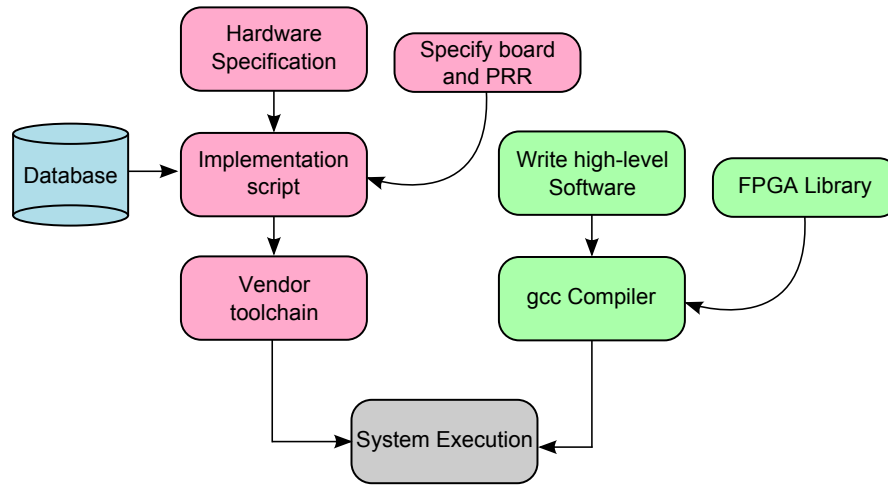 Hardware
Specification
Specify board
and PRR
Database
Implementation
script
Write high-level
Software
FPGA Library
Vendor
toolchain
gcc Compiler
System Execution